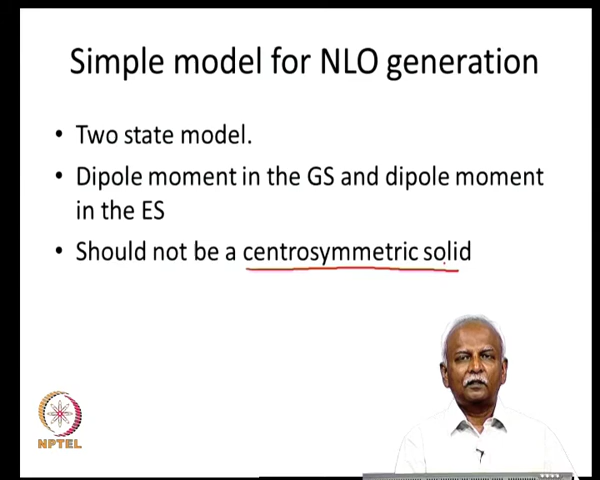 Simple model for NLO generation
• Two state model.
• Dipole moment in the GS and dipole moment
in the ES
• Should not be a centrosymmetric solid
NPTEL